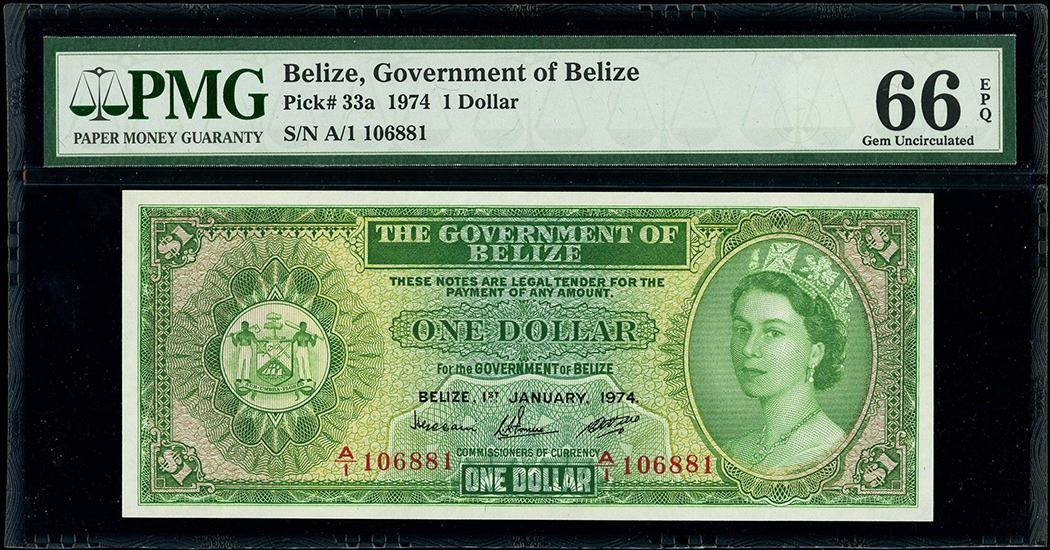 PMG
PAPER MONEY GUARANTY
Belize, Government of Belize
Pick# 33a 1974 1 Dollar
S/N A/1 106881
66 EPQ
Gem Uncirculated
$1
$1
THE GOVERNMENT OF
BELIZE
THESE NOTES ARE LEGAL TENDER FOR THE
PAYMENT OF ANY AMOUNT.
ONE DOLLAR
For the GOVERNMENT of BELIZE
BELIZE, 1ST JANUARY, 1974.
COMMISSIONERS OF CURRENCY
A/1 106881
A/1 106881
ONE DOLLAR
$1
$1